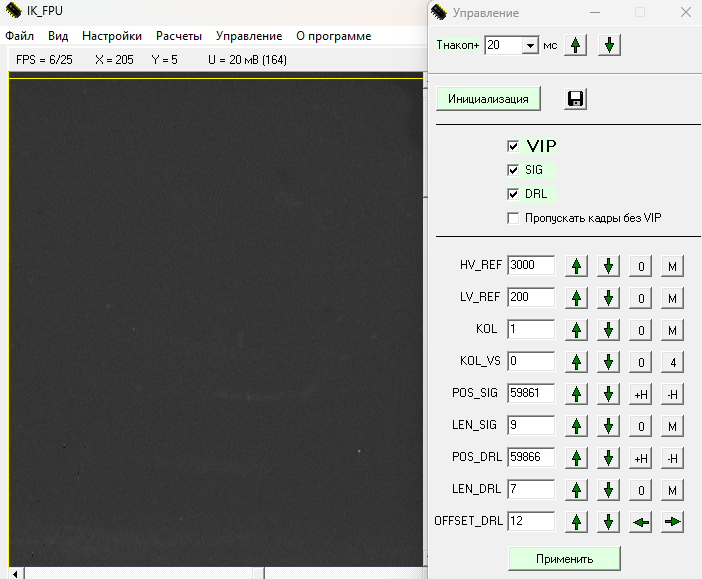 IK_FPU
Файл Вид Настройки Расчеты Управление О программе
FPS = 6/25 X = 205 Y = 5 U = 20 мВ (164)
Управление
Тнакоп+ 20 мс
Инициализация
VIP
SIG
DRL
Пропускать кадры без VIP
HV_REF 3000 0 M
LV_REF 200 0 M
KOL 1 0 M
KOL_VS 0 0 4
POS_SIG 59861 +H -H
LEN_SIG 9 0 M
POS_DRL 59866 +H -H
LEN_DRL 7 0 M
OFFSET_DRL 12
Применить